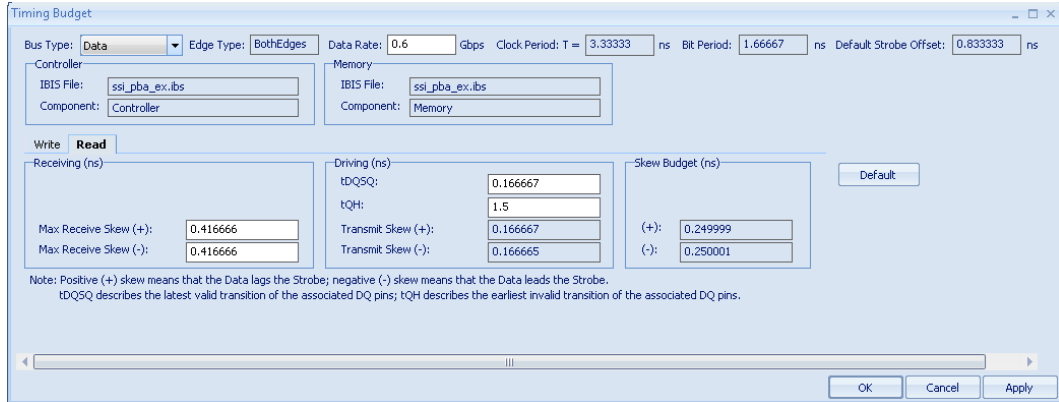 Timing Budget
Bus Type: Data Edge Type: BothEdges Data Rate: 0.6 Gbps Clock Period: T = 3.33333 ns Bit Period: 1.66667 ns Default Strobe Offset: 0.833333 ns
Controller Memory
IBIS File: ssi_pba_ex.ibs IBIS File: ssi_pba_ex.ibs
Component: Controller Component: Memory
Write Read
Receiving (ns) Driving (ns) Skew Budget (ns)
tDQSQ: 0.166667 Default
tQH: 1.5
Max Receive Skew (+): 0.416666 Transmit Skew (+): 0.166667 (+): 0.249999
Max Receive Skew (-): 0.416666 Transmit Skew (-): 0.166665 (-): 0.250001
Note: Positive (+) skew means that the Data lags the Strobe; negative (-) skew means that the Data leads the Strobe.
tDQSQ describes the latest valid transition of the associated DQ pins; tQH describes the earliest invalid transition of the associated DQ pins.
OK Cancel Apply